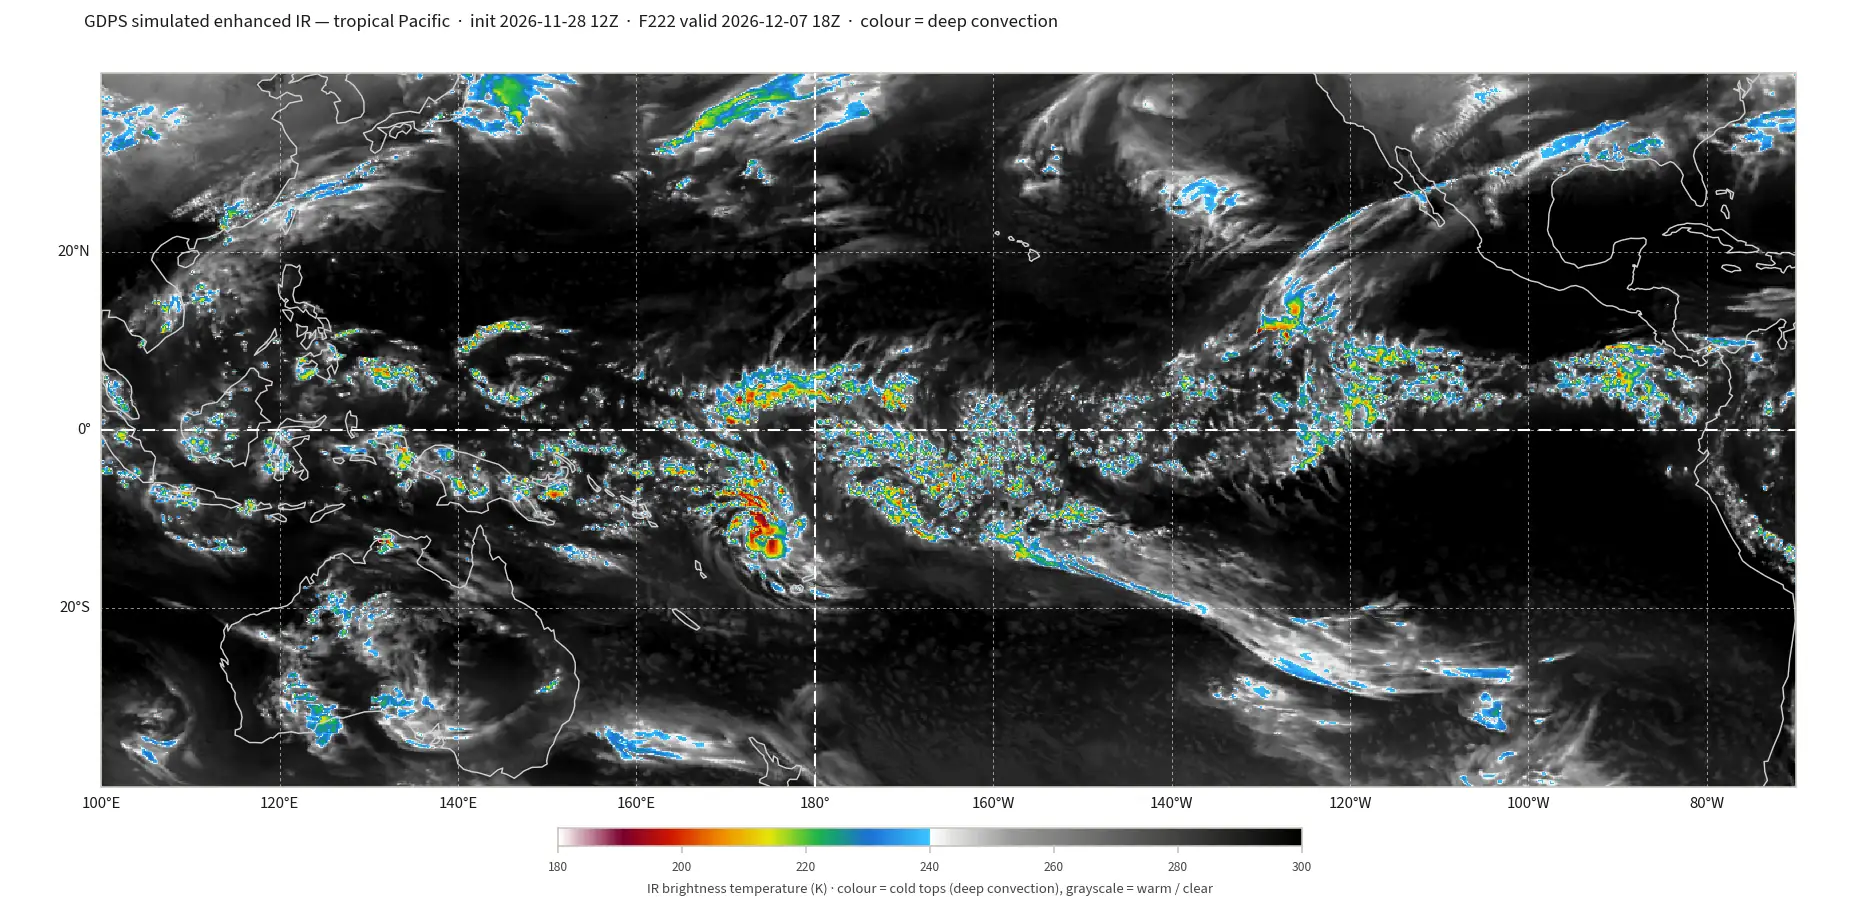 GDPS simulated enhanced IR — tropical Pacific · init 2026-11-28 12Z · F222 valid 2026-12-07 18Z · colour = deep convection
20°N
0°
20°S
100°E 120°E 140°E 160°E 180° 160°W 140°W 120°W 100°W 80°W
180 200 220 240 260 280 300
IR brightness temperature (K) · colour = cold tops (deep convection), grayscale = warm / clear